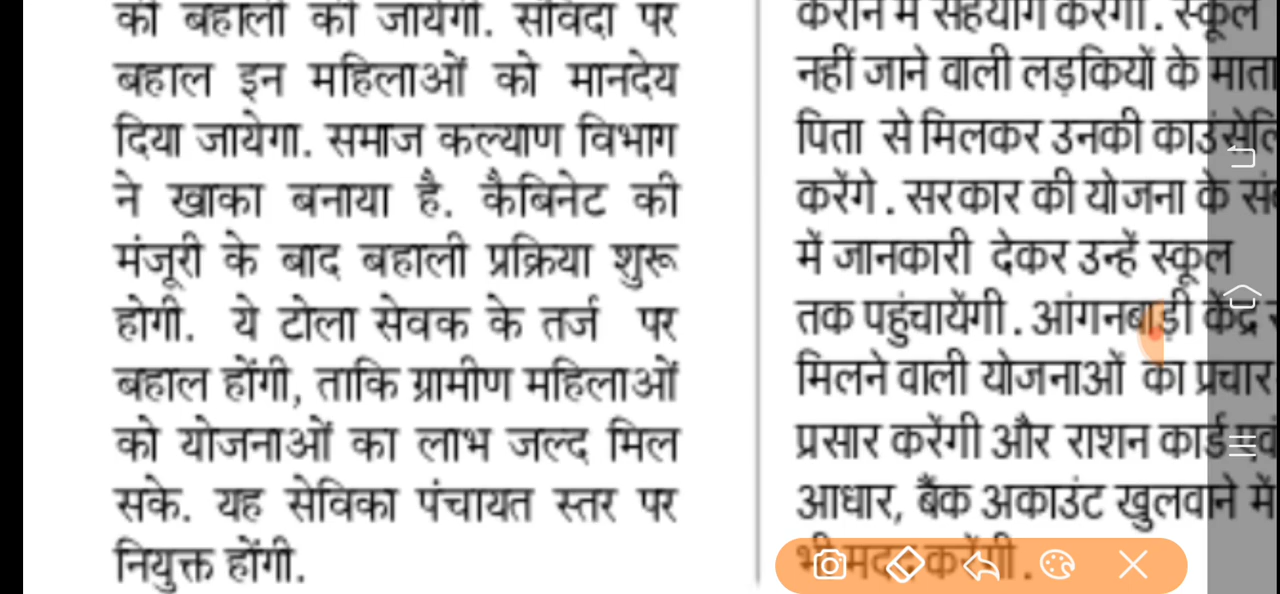 की बहाली की जायेगी. संविदा पर
बहाल इन महिलाओं को मानदेय
दिया जायेगा. समाज कल्याण विभाग
ने खाका बनाया है. कैबिनेट की
मंजूरी के बाद बहाली प्रक्रिया शुरू
होगी. ये टोला सेवक के तर्ज पर
बहाल होंगी, ताकि ग्रामीण महिलाओं
को योजनाओं का लाभ जल्द मिल
सके. यह सेविका पंचायत स्तर पर
नियुक्त होंगी.
कराने में सहयोग करेंगी. स्कूल
नहीं जाने वाली लड़कियों के माता
पिता से मिलकर उनकी
करेंगे. सरकार की योजना के
में जानकारी देकर उन्हें स्कूल
तक पहुंचायेंगी. आंगनबाड़ी केंद्र
मिलने वाली योजनाओं का प्रचार
प्रसार करेंगी और राशन कार्ड
आधार, बैंक अकाउंट खुलवाने में
भी मदद करेंगी.